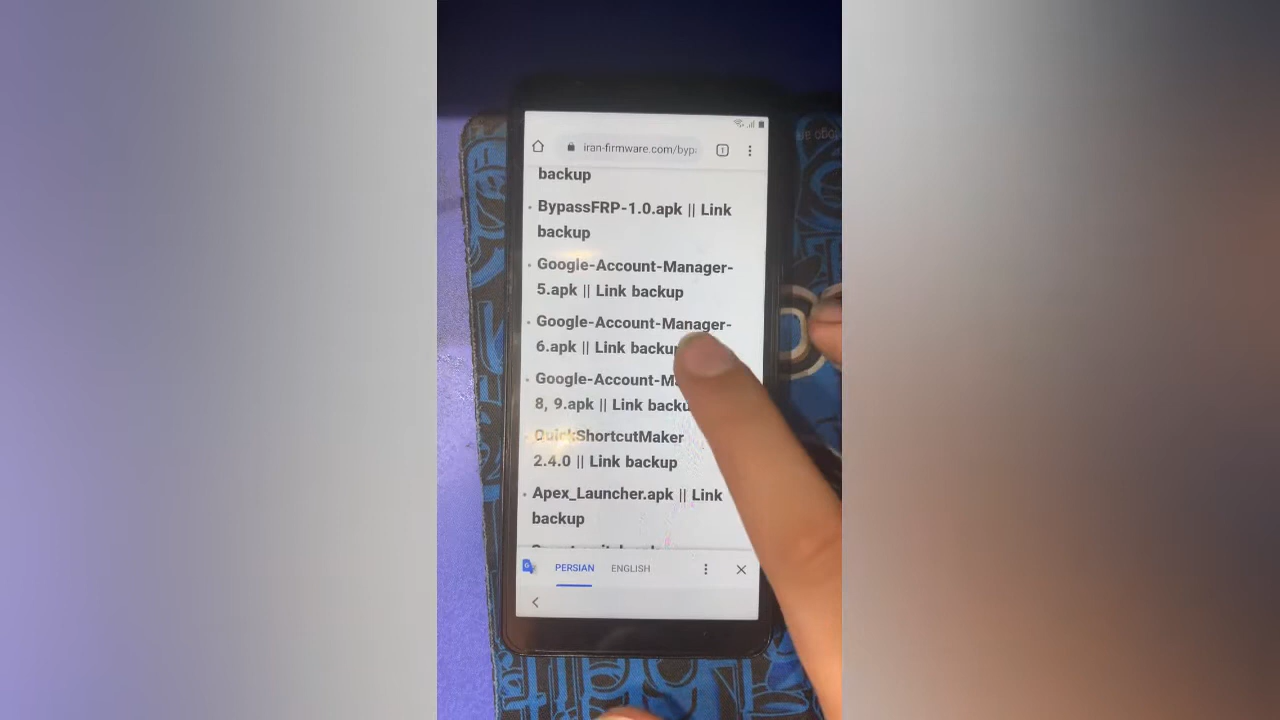 iran-firmware.com/byp
1
backup
BypassFRP-1.0.apk || Link
backup
Google-Account-Manager-
5.apk || Link backup
Google-Account-Manager-
6.apk || Link backup
Google-Account-
8, 9.apk || Link
QuickShortcutMaker
2.4.0 || Link backup
Apex_Launcher.apk || Link
backup
PERSIAN
ENGLISH